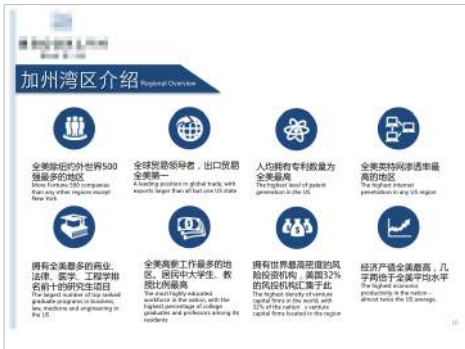 加州湾区介绍 Regional Overview
全美除纽约外世界500
强最多的地区
More Fortune 500 companies
than any other regions except
New York
全球贸易领导者，出口贸易
全美第一
A leading position in global trade, with
exports larger than all but one US state
人均拥有专利数量为
全美最高
The highest level of patent
generation in the US
全美英特网渗透率最
高的地区
The highest internet
penetration in any US region
拥有全美最多的商业、
法律、医学、工程学排
名前十的研究生项目
The largest number of top ranked
graduate programs in business,
law, medicine and engineering in
the US
全美高薪工作最多的地
区。居民中大学生、教
授比例最高
The most highly educated
workforce in the nation, with the
highest percentage of college
graduates and professors among its
residents
拥有世界最高密度的风
险投资机构，美国32%
的风投机构汇集于此
The highest density of venture
capital firms in the world, with
32% of the nation s venture
capital firms located in the region
经济产值全美最高，几
乎两倍于全美平均水平
The highest economic
productivity in the nation –
almost twice the US average.